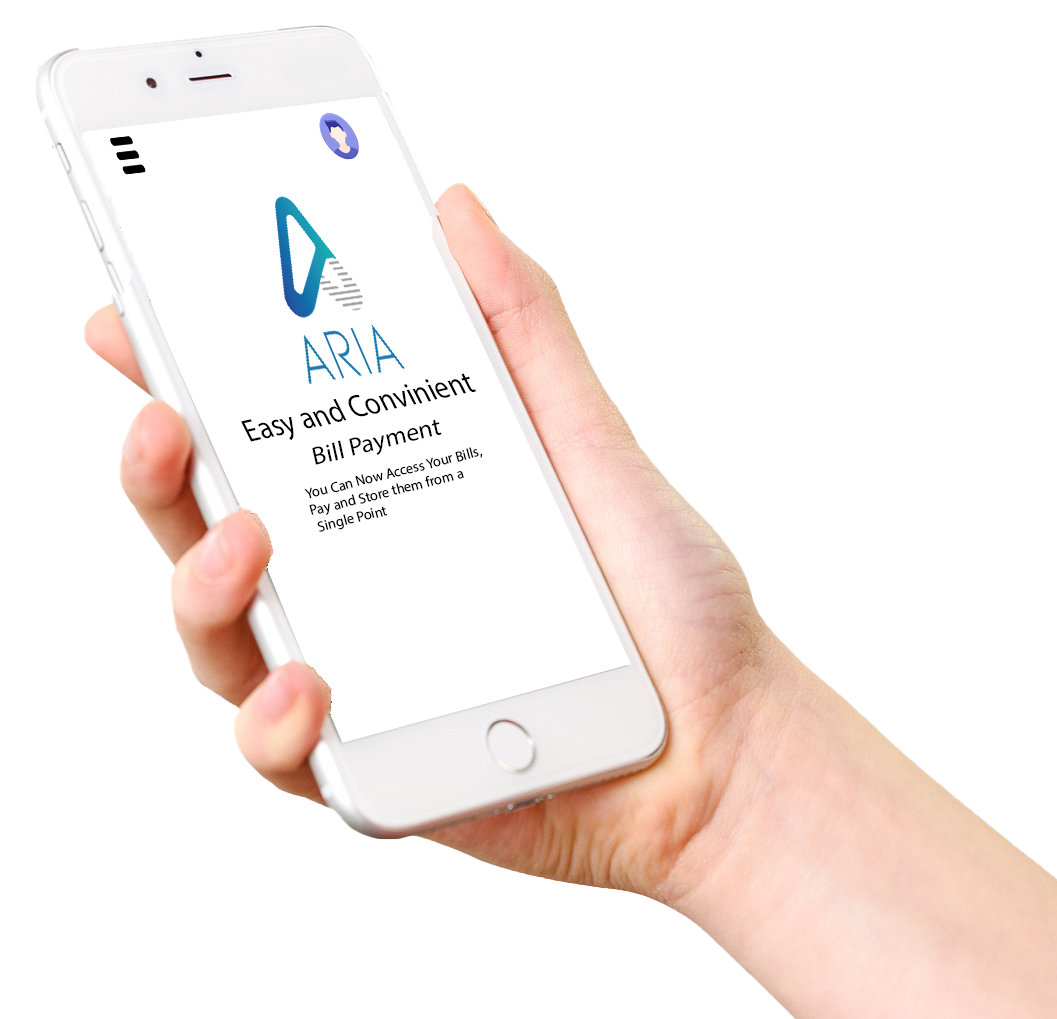 ARIA
Easy and Convinient
Bill Payment
You Can Now Access Your Bills,
Pay and Store them from a
Single Point